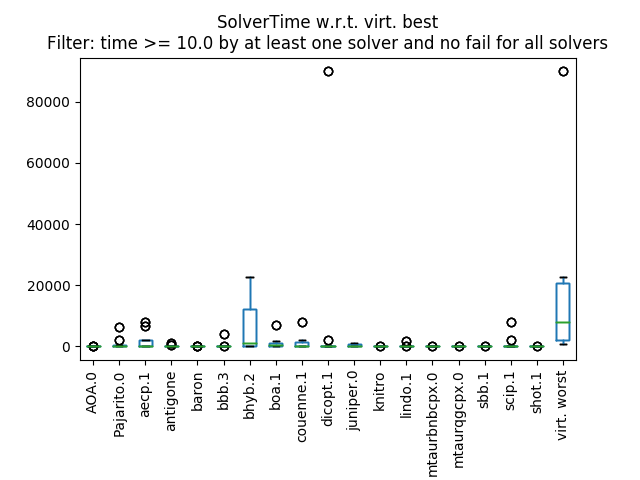 SolverTime w.r.t. virt. best
Filter: time >= 10.0 by at least one solver and no fail for all solvers
80000
60000
40000
20000
0
AOA.0
Pajarito.0
aecp.1
antigone
baron
bbb.3
bhyb.2
boa.1
couenne.1
dicopt.1
juniper.0
knitro
lindo.1
mtaurbnbcpx.0
mtaurqgcpx.0
sbb.1
scip.1
shot.1
virt. worst